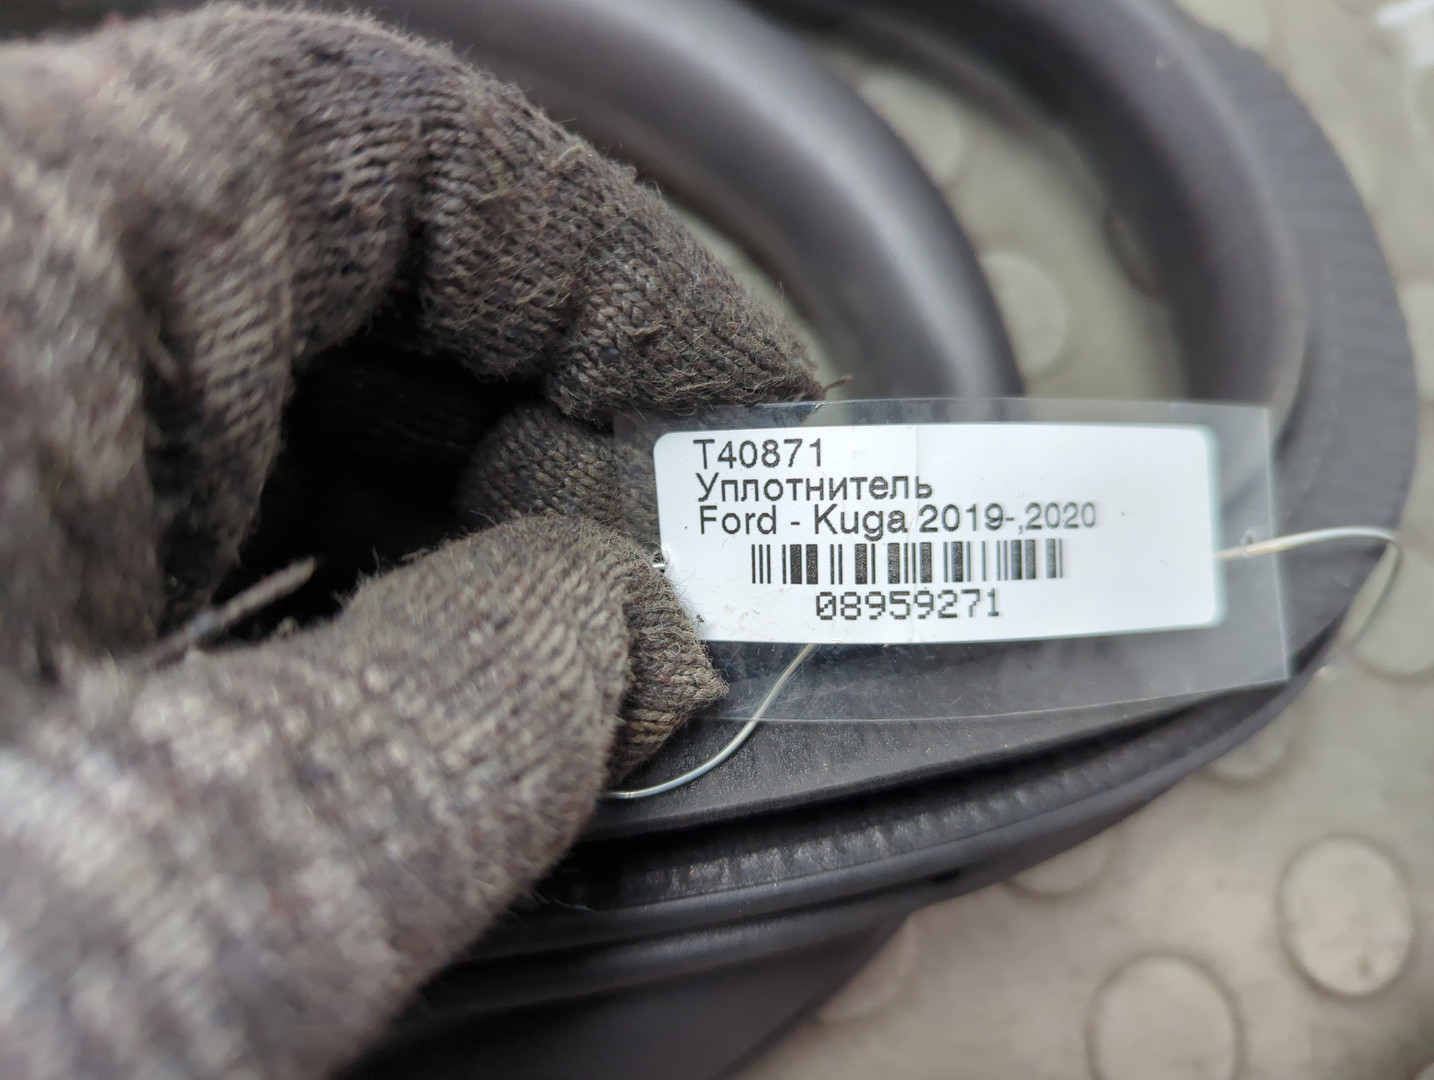 T40871
Уплотнитель
Ford - Kuga 2019-,2020
08959271